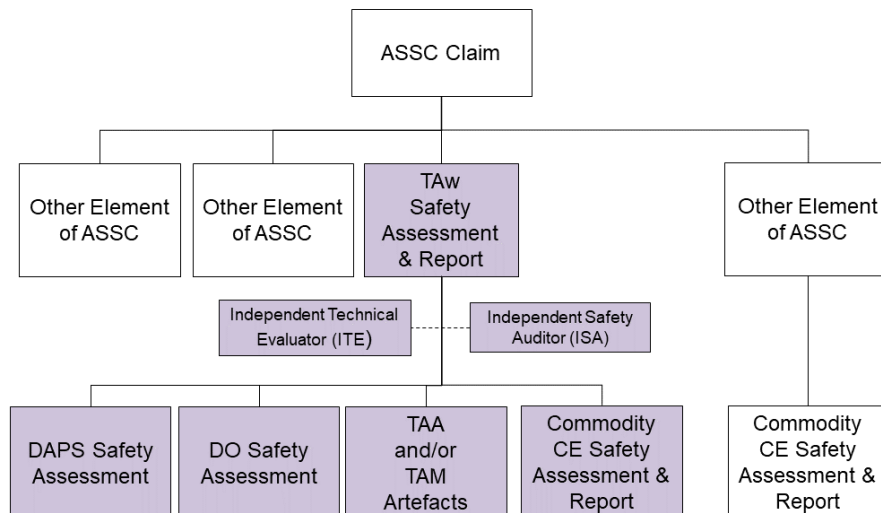 ASSC Claim
Other Element
of ASSC
Other Element
of ASSC
TAw
Safety
Assessment
& Report
Other Element
of ASSC
Independent Technical
Evaluator (ITE)
Independent Safety
Auditor (ISA)
DAPS Safety
Assessment
DO Safety
Assessment
TAA
and/or
TAM
Artefacts
Commodity
CE Safety
Assessment &
Report
Commodity
CE Safety
Assessment &
Report